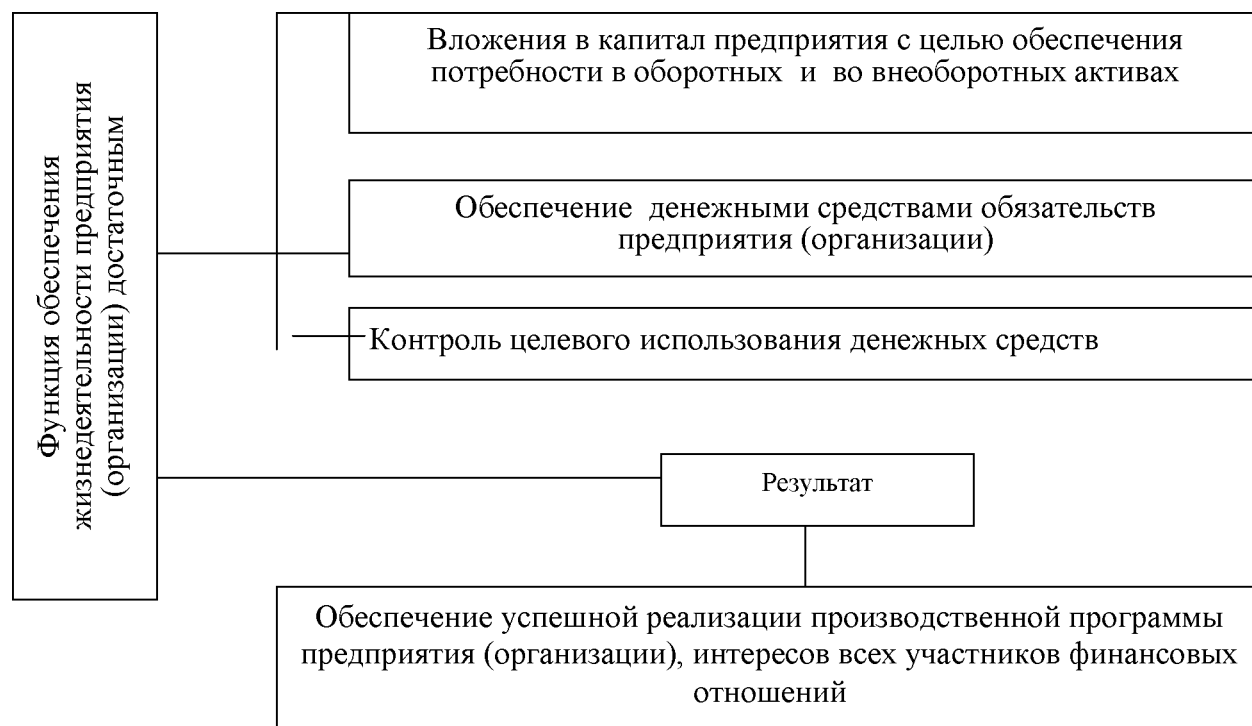 Функция обеспечения
жизнедеятельности предприятия
(организации) достаточным
Вложения в капитал предприятия с целью обеспечения
потребности в оборотных и во внеоборотных активах
Обеспечение денежными средствами обязательств
предприятия (организации)
Контроль целевого использования денежных средств
Результат
Обеспечение успешной реализации производственной программы
предприятия (организации), интересов всех участников финансовых
отношений